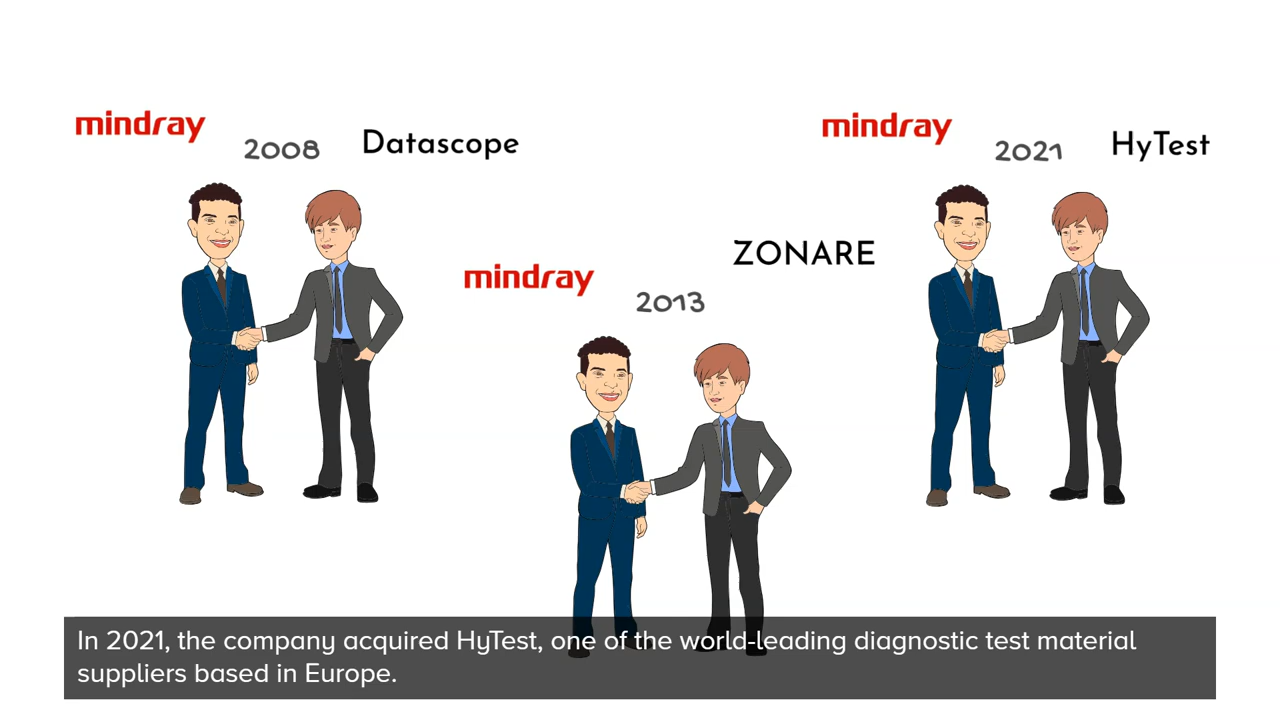 mindray
2008
Datascope
mindray
2013
ZONARE
mindray
2021
HyTest
In 2021, the company acquired HyTest, one of the world-leading diagnostic test material
suppliers based in Europe.